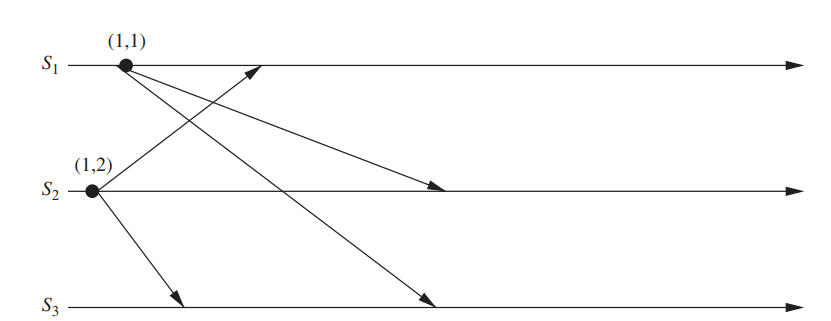 (1,1)
S1
(1,2)
S2
S3